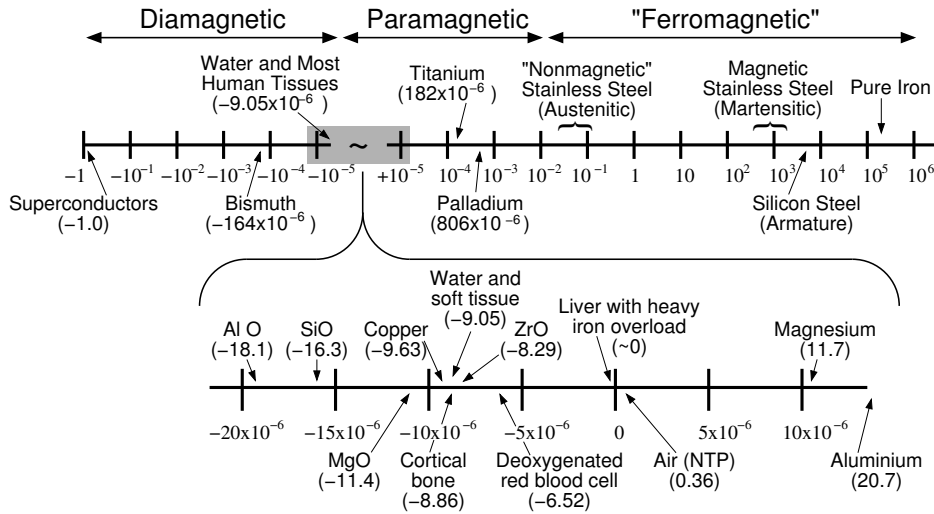 Diamagnetic Paramagnetic "Ferromagnetic"
Water and Most
Human Tissues
(−9.05x10⁻⁶ )
Titanium
(182x10⁻⁶ )
"Nonmagnetic"
Stainless Steel
(Austenitic)
Magnetic
Stainless Steel
(Martensitic)
Pure Iron
~
−1 −10⁻¹ −10⁻² −10⁻³ −10⁻⁴ −10⁻⁵ +10⁻⁵ 10⁻⁴ 10⁻³ 10⁻² 10⁻¹ 1 10 10² 10³ 10⁴ 10⁵ 10⁶
Superconductors
(−1.0)
Bismuth
(−164x10⁻⁶ )
Palladium
(806x10⁻⁶ )
Silicon Steel
(Armature)
Al O
(−18.1)
SiO
(−16.3)
Copper
(−9.63)
Water and
soft tissue
(−9.05)
ZrO
(−8.29)
Liver with heavy
iron overload
(~0)
Magnesium
(11.7)
−20x10⁻⁶ −15x10⁻⁶ −10x10⁻⁶ −5x10⁻⁶ 0 5x10⁻⁶ 10x10⁻⁶
MgO
(−11.4)
Cortical
bone
(−8.86)
Deoxygenated
red blood cell
(−6.52)
Air (NTP)
(0.36)
Aluminium
(20.7)